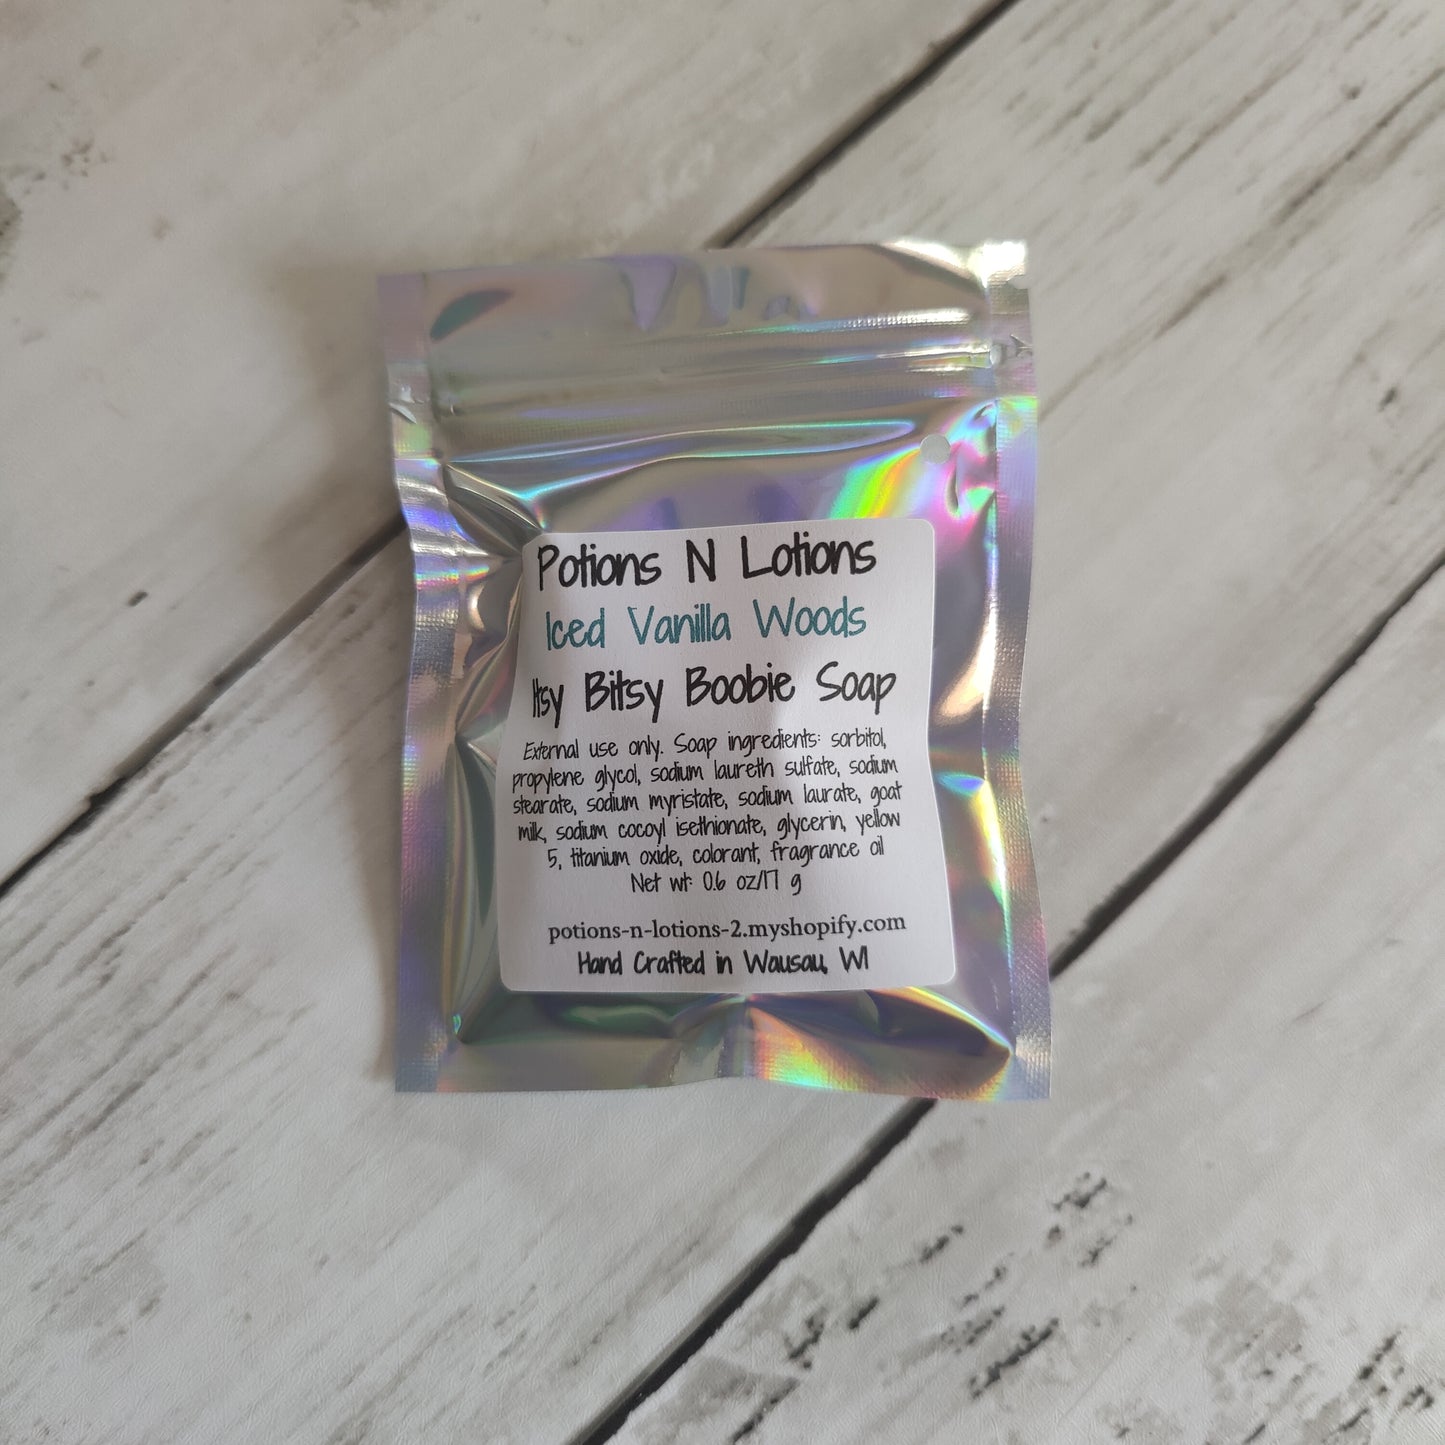 Potions N Lotions
Iced Vanilla Woods
Itsy Bitsy Boobie Soap
External use only. Soap ingredients: sorbitol,
propylene glycol, sodium laureth sulfate, sodium
stearate, sodium myristate, sodium laurate, goat
milk, sodium cocoyl isethionate, glycerin, yellow
5, titanium oxide, colorant, fragrance oil
Net wt: 0.6 oz/17 g
potions-n-lotions-2.myshopify.com
Hand Crafted in Wausau, WI